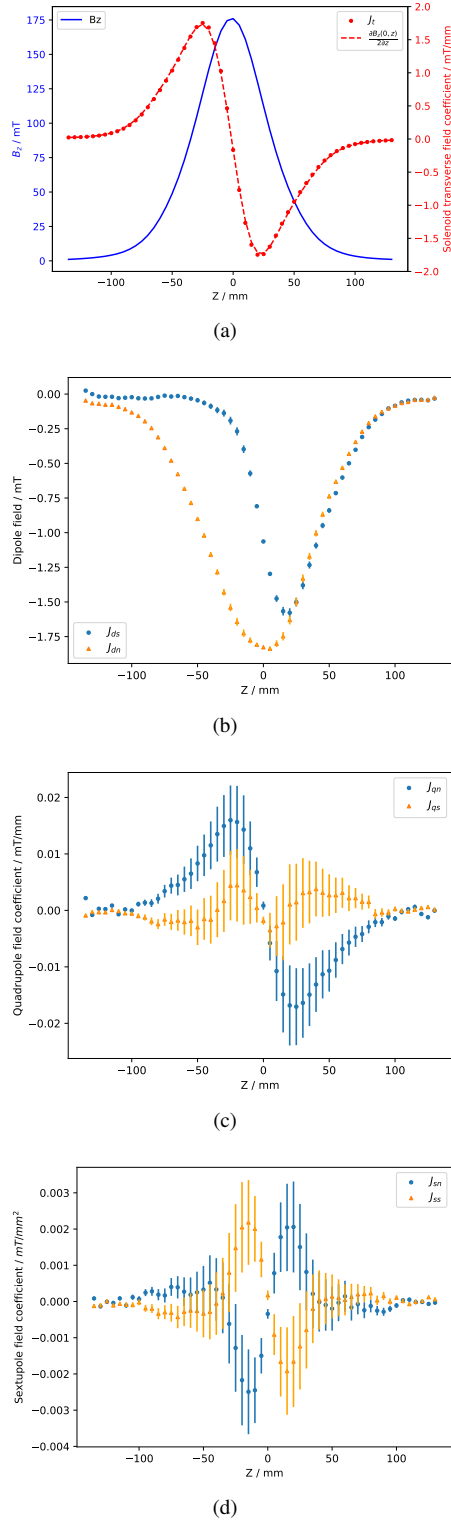 Bz
J_t
∂B_z(0,z)/2∂z
B_z / mT
175
150
125
100
75
50
25
0
2.0
1.5
1.0
0.5
0.0
−0.5
−1.0
−1.5
−2.0
Solenoid transverse field coefficient / mT/mm
−100 −50 0 50 100
Z / mm
(a)
Dipole field / mT
0.00
−0.25
−0.50
−0.75
−1.00
−1.25
−1.50
−1.75
J_ds
J_dn
−100 −50 0 50 100
Z / mm
(b)
Quadrupole field coefficient / mT/mm
0.02
0.01
0.00
−0.01
−0.02
J_qn
J_qs
−100 −50 0 50 100
Z / mm
(c)
Sextupole field coefficient / mT/mm²
0.003
0.002
0.001
0.000
−0.001
−0.002
−0.003
−0.004
J_sn
J_ss
−100 −50 0 50 100
Z / mm
(d)